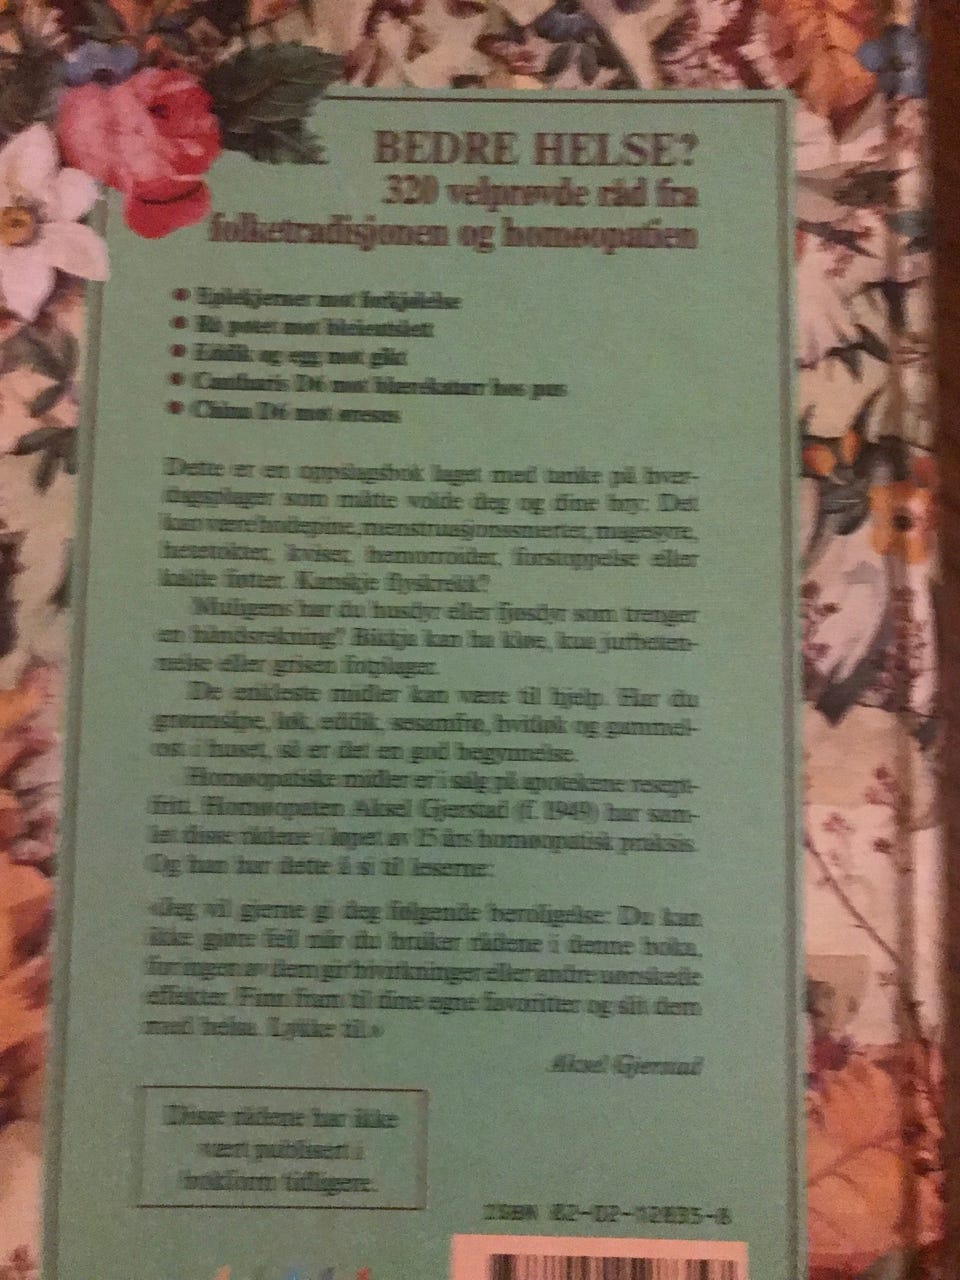 BEDRE HELSE?
320 velprøvde råd fra
folketradisjonen og homøopatien
• Eplekjerner mot forkjølelse
• Rå potet mot bleieutslett
• Eddik og egg mot gikt
• Cantharis D6 mot blærekatarr hos pus
• China D6 mot øresus
Dette er en oppslagsbok laget med tanke på hver-
dagsplager som måtte volde deg og dine bry. Det
kan være hodepine, menstruasjonssmerter, magesyre,
hetetokter, kviser, hemorroider, forstoppelse eller
kalde føtter. Kanskje flyskrekk?
Muligens har du husdyr eller fjøsdyr som trenger
en håndsrekning? Bikkja kan ha kløe, kua jurbeten-
nelse eller grisen fotplager.
De enkleste midler kan være til hjelp. Har du
grønnsåpe, løk, eddik, sesamfrø, hvitløk og gammel-
ost i huset, så er det en god begynnelse.
Homøopatiske midler er i salg på apotekene resept-
fritt. Homøopaten Aksel Gjerstad (f. 1949) har sam-
let disse rådene i løpet av 15 års homøopatisk praksis.
Og han har dette å si til leserne:
«Jeg vil gjerne gi deg følgende beroligelse: Du kan
ikke gjøre feil når du bruker rådene i denne boka,
for ingen av dem gir bivirkninger eller andre uønskede
effekter. Finn fram til dine egne favoritter og slit dem
med helsa. Lykke til.»
Aksel Gjerstad
Disse rådene har ikke
vært publisert i
bokform tidligere.
ISBN 82-02-12835-8